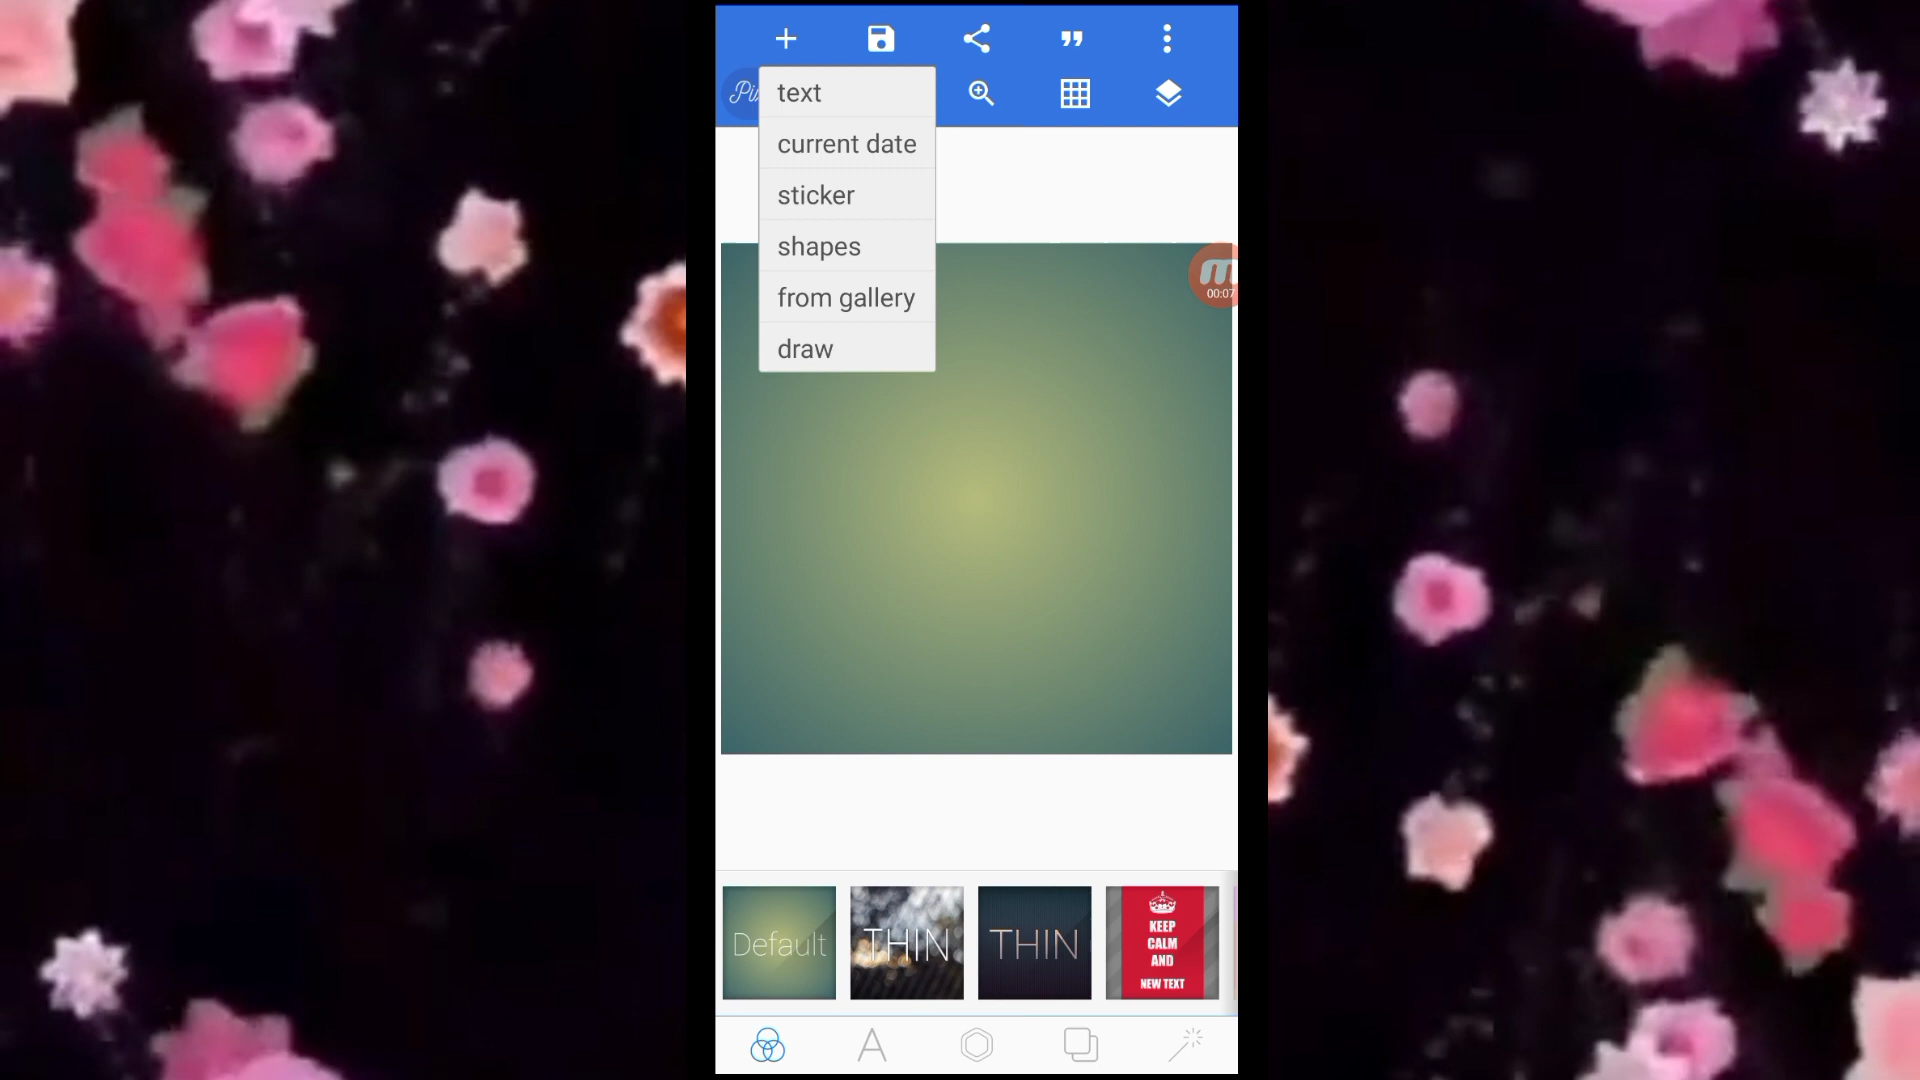 text
current date
sticker
shapes
from gallery
draw
00:07
Default
THIN
THIN
KEEP
CALM
AND
NEW TEXT